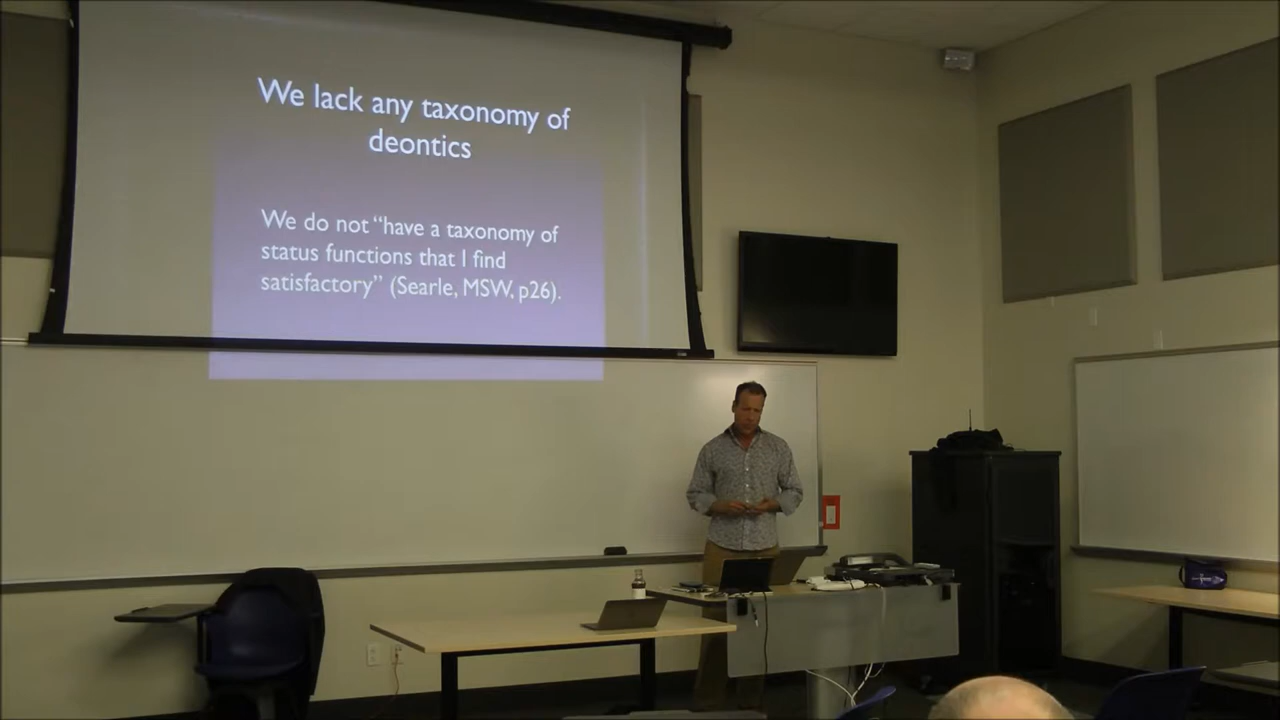 We lack any taxonomy of
deontics
We do not “have a taxonomy of
status functions that I find
satisfactory” (Searle, MSW, p26).